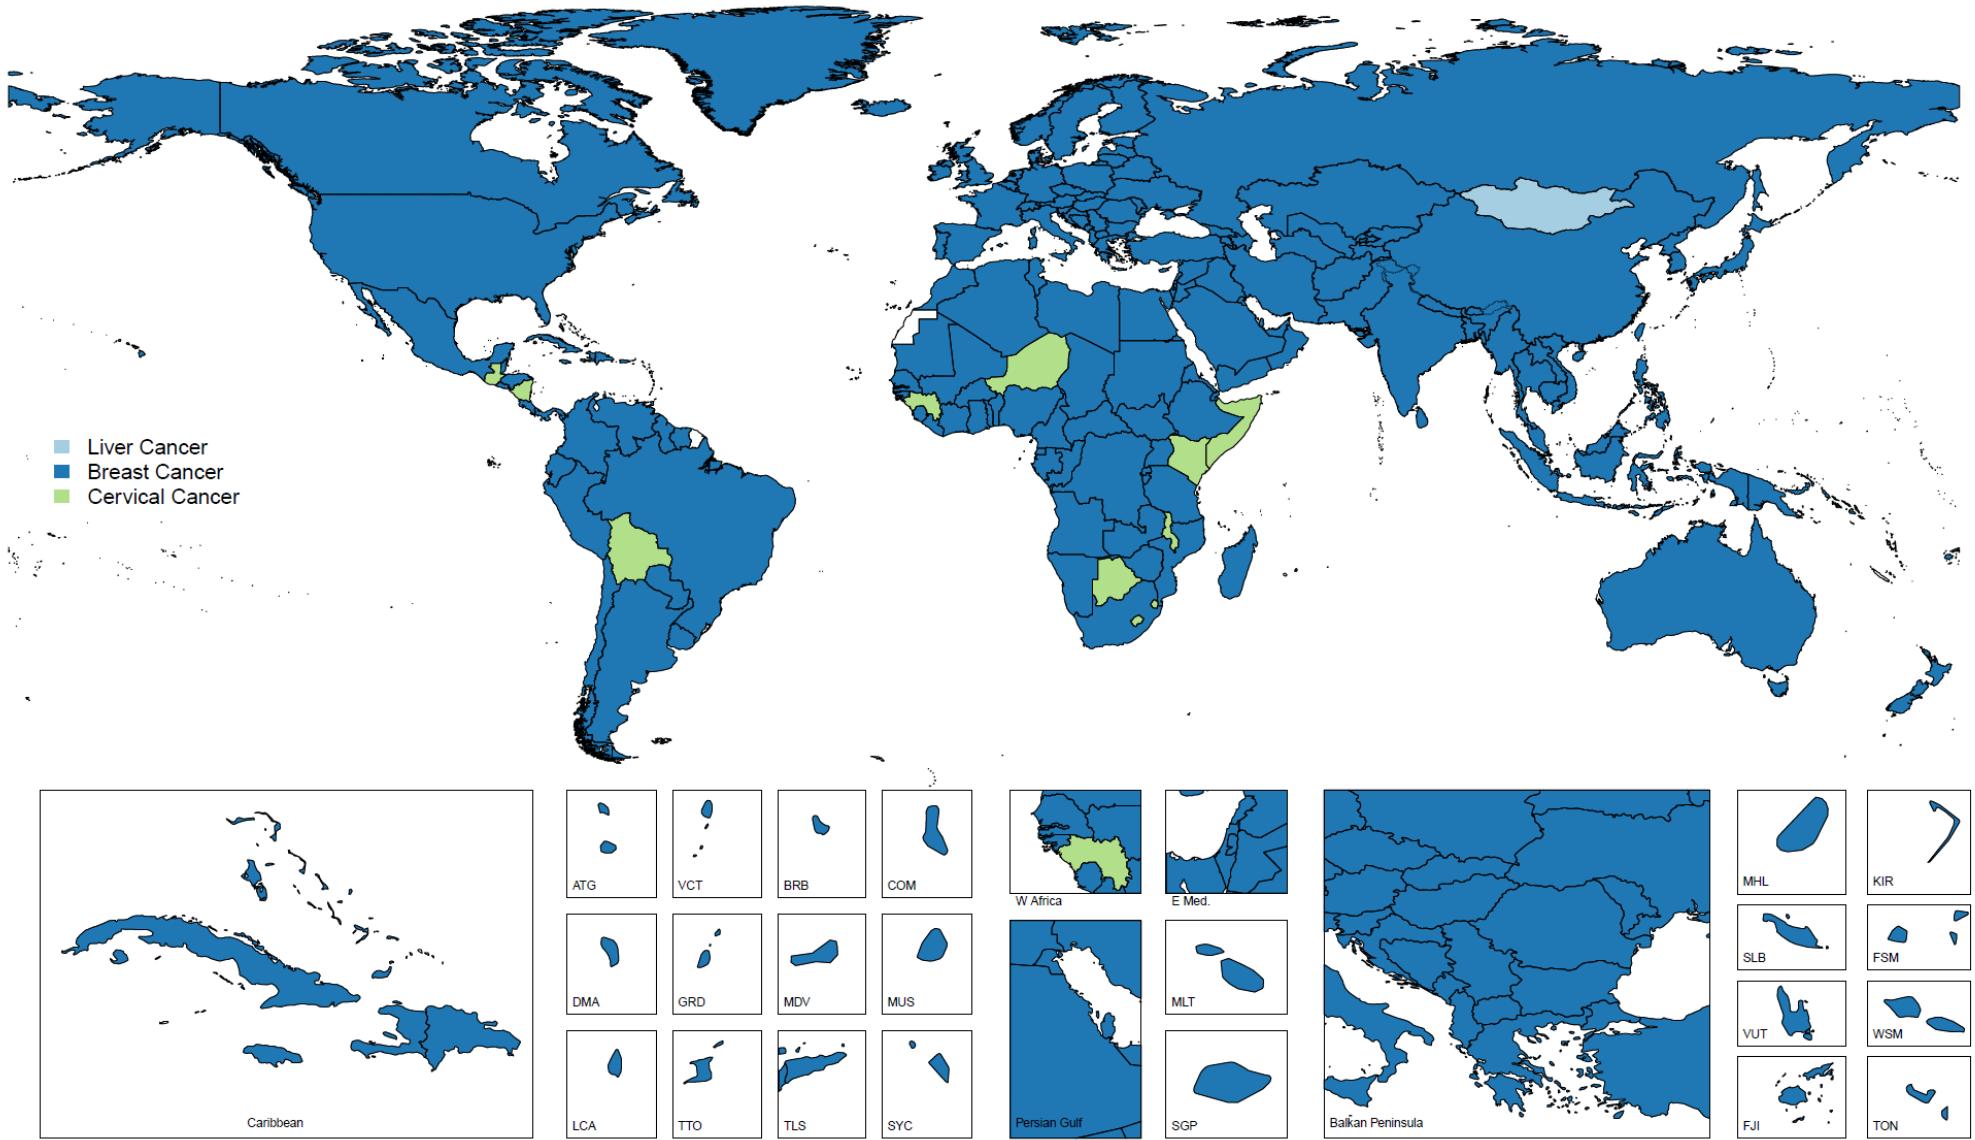 Liver Cancer
Breast Cancer
Cervical Cancer
ATG
VCT
BRB
COM
W Africa
E Med.
MHL
KIR
DMA
GRD
MDV
MUS
MLT
SLB
FSM
VUT
WSM
Caribbean
LCA
TTO
TLS
SYC
Persian Gulf
SGP
Balkan Peninsula
FJI
TON